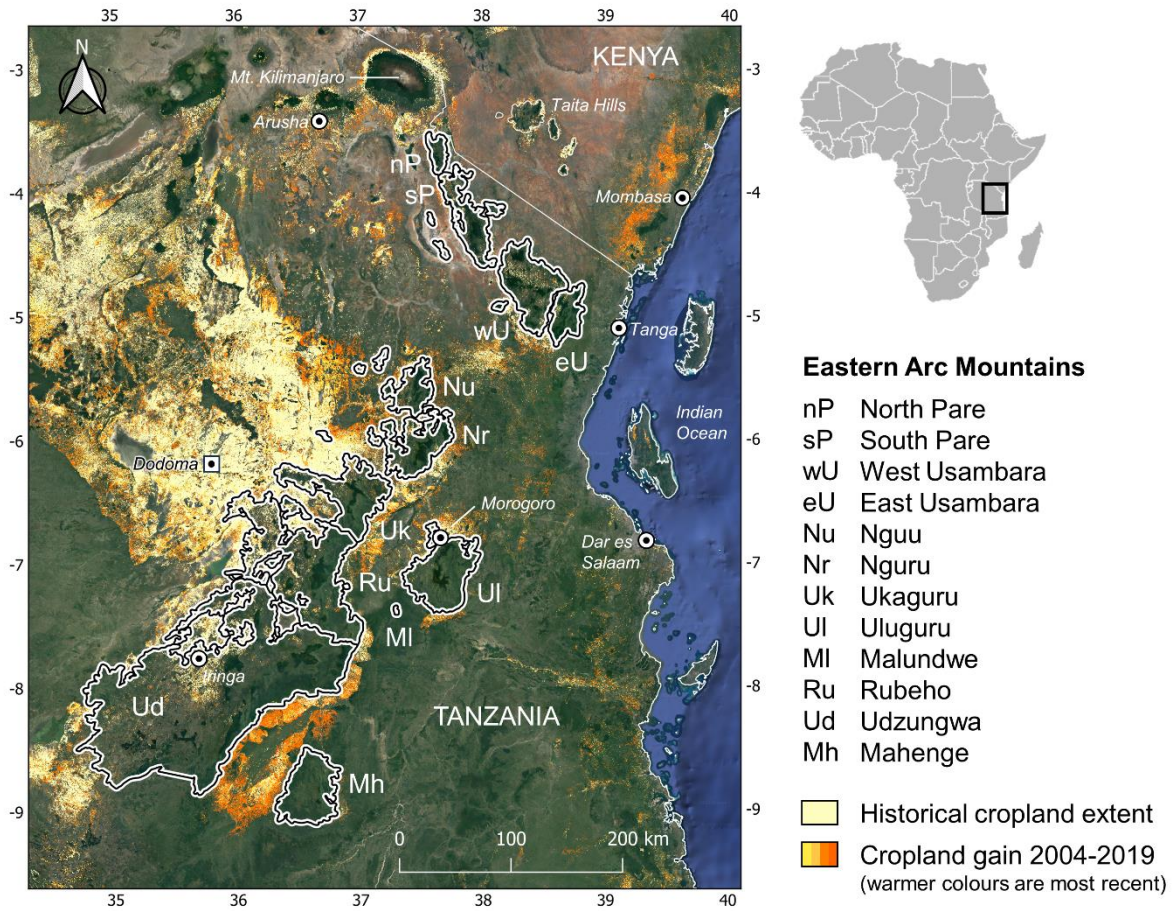 35 36 37 38 39 40
-3
-4
-5
-6
-7
-8
-9
N
KENYA
Mt. Kilimanjaro
Taita Hills
Arusha
nP
sP
Mombasa
wU
eU
Tanga
Nu
Nr
Indian
Ocean
Dodoma
Morogoro
Uk
Dar es
Salaam
Ru
Ul
Ml
Iringa
Ud
TANZANIA
Mh
0 100 200 km
-3
-4
-5
-6
-7
-8
-9
35 36 37 38 39 40
Eastern Arc Mountains
nP North Pare
sP South Pare
wU West Usambara
eU East Usambara
Nu Nguu
Nr Nguru
Uk Ukaguru
Ul Uluguru
Ml Malundwe
Ru Rubeho
Ud Udzungwa
Mh Mahenge
Historical cropland extent
Cropland gain 2004-2019
(warmer colours are most recent)